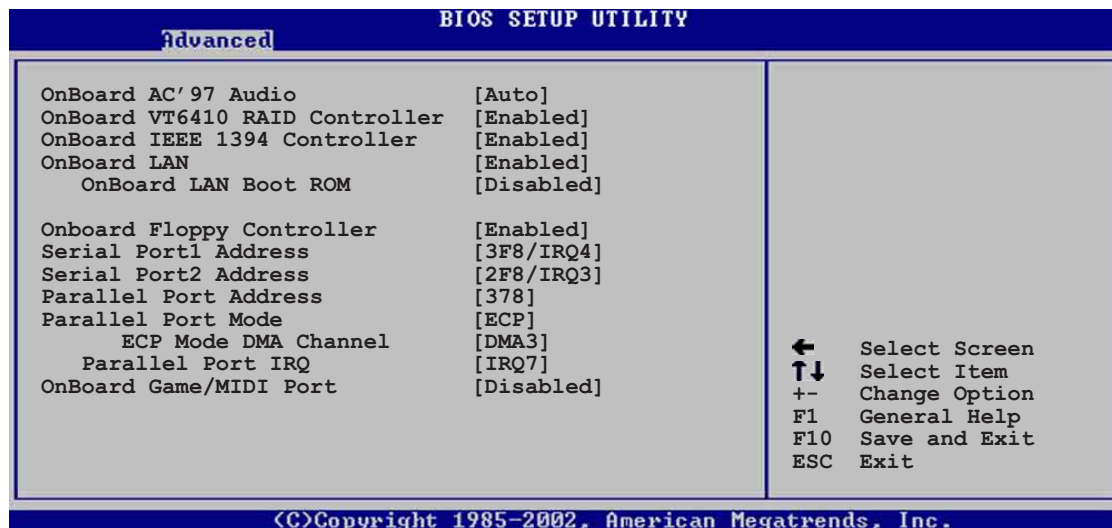 BIOS SETUP UTILITY
Advanced
OnBoard AC'97 Audio [Auto]
OnBoard VT6410 RAID Controller [Enabled]
OnBoard IEEE 1394 Controller [Enabled]
OnBoard LAN [Enabled]
OnBoard LAN Boot ROM [Disabled]
Onboard Floppy Controller [Enabled]
Serial Port1 Address [3F8/IRQ4]
Serial Port2 Address [2F8/IRQ3]
Parallel Port Address [378]
Parallel Port Mode [ECP]
ECP Mode DMA Channel [DMA3]
Parallel Port IRQ [IRQ7]
OnBoard Game/MIDI Port [Disabled]
← Select Screen
↑↓ Select Item
+- Change Option
F1 General Help
F10 Save and Exit
ESC Exit
(C)Copyright 1985-2002, American Megatrends, Inc.